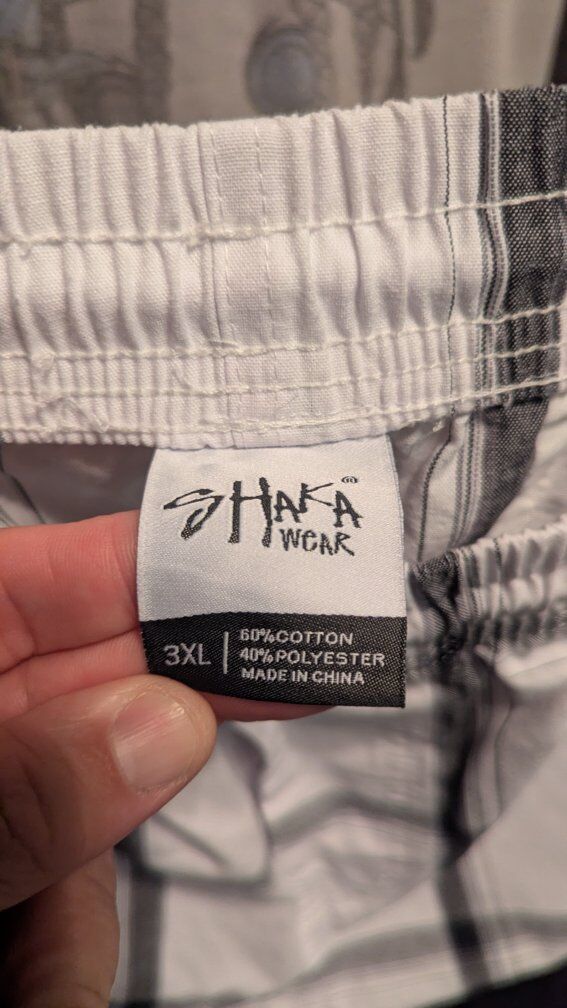 SHAKA®
WEAR
3XL
60% COTTON
40% POLYESTER
MADE IN CHINA